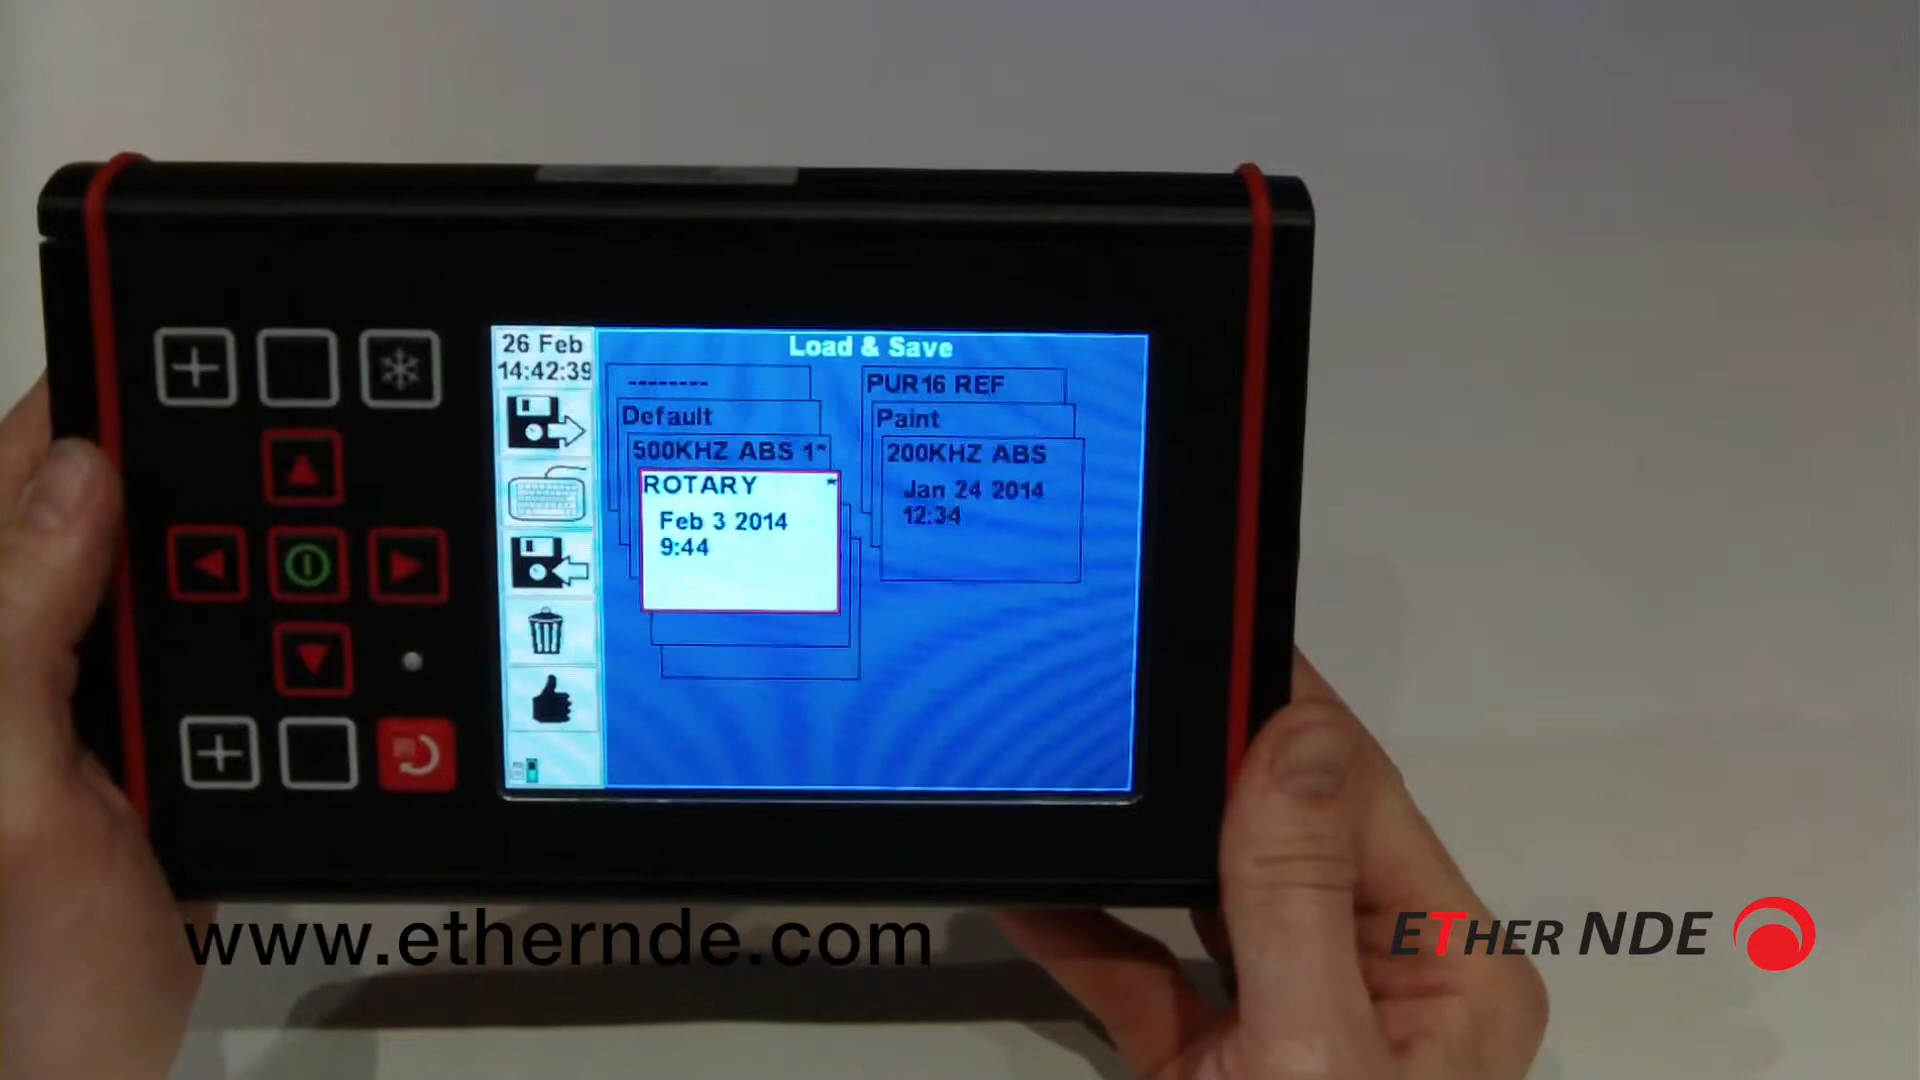 26 Feb
14:42:39
Load & Save
--------
Default
500KHZ ABS 1*
ROTARY *
Feb 3 2014
9:44
PUR16 REF
Paint
200KHZ ABS
Jan 24 2014
12:34
www.ethernde.com
ETHER NDE